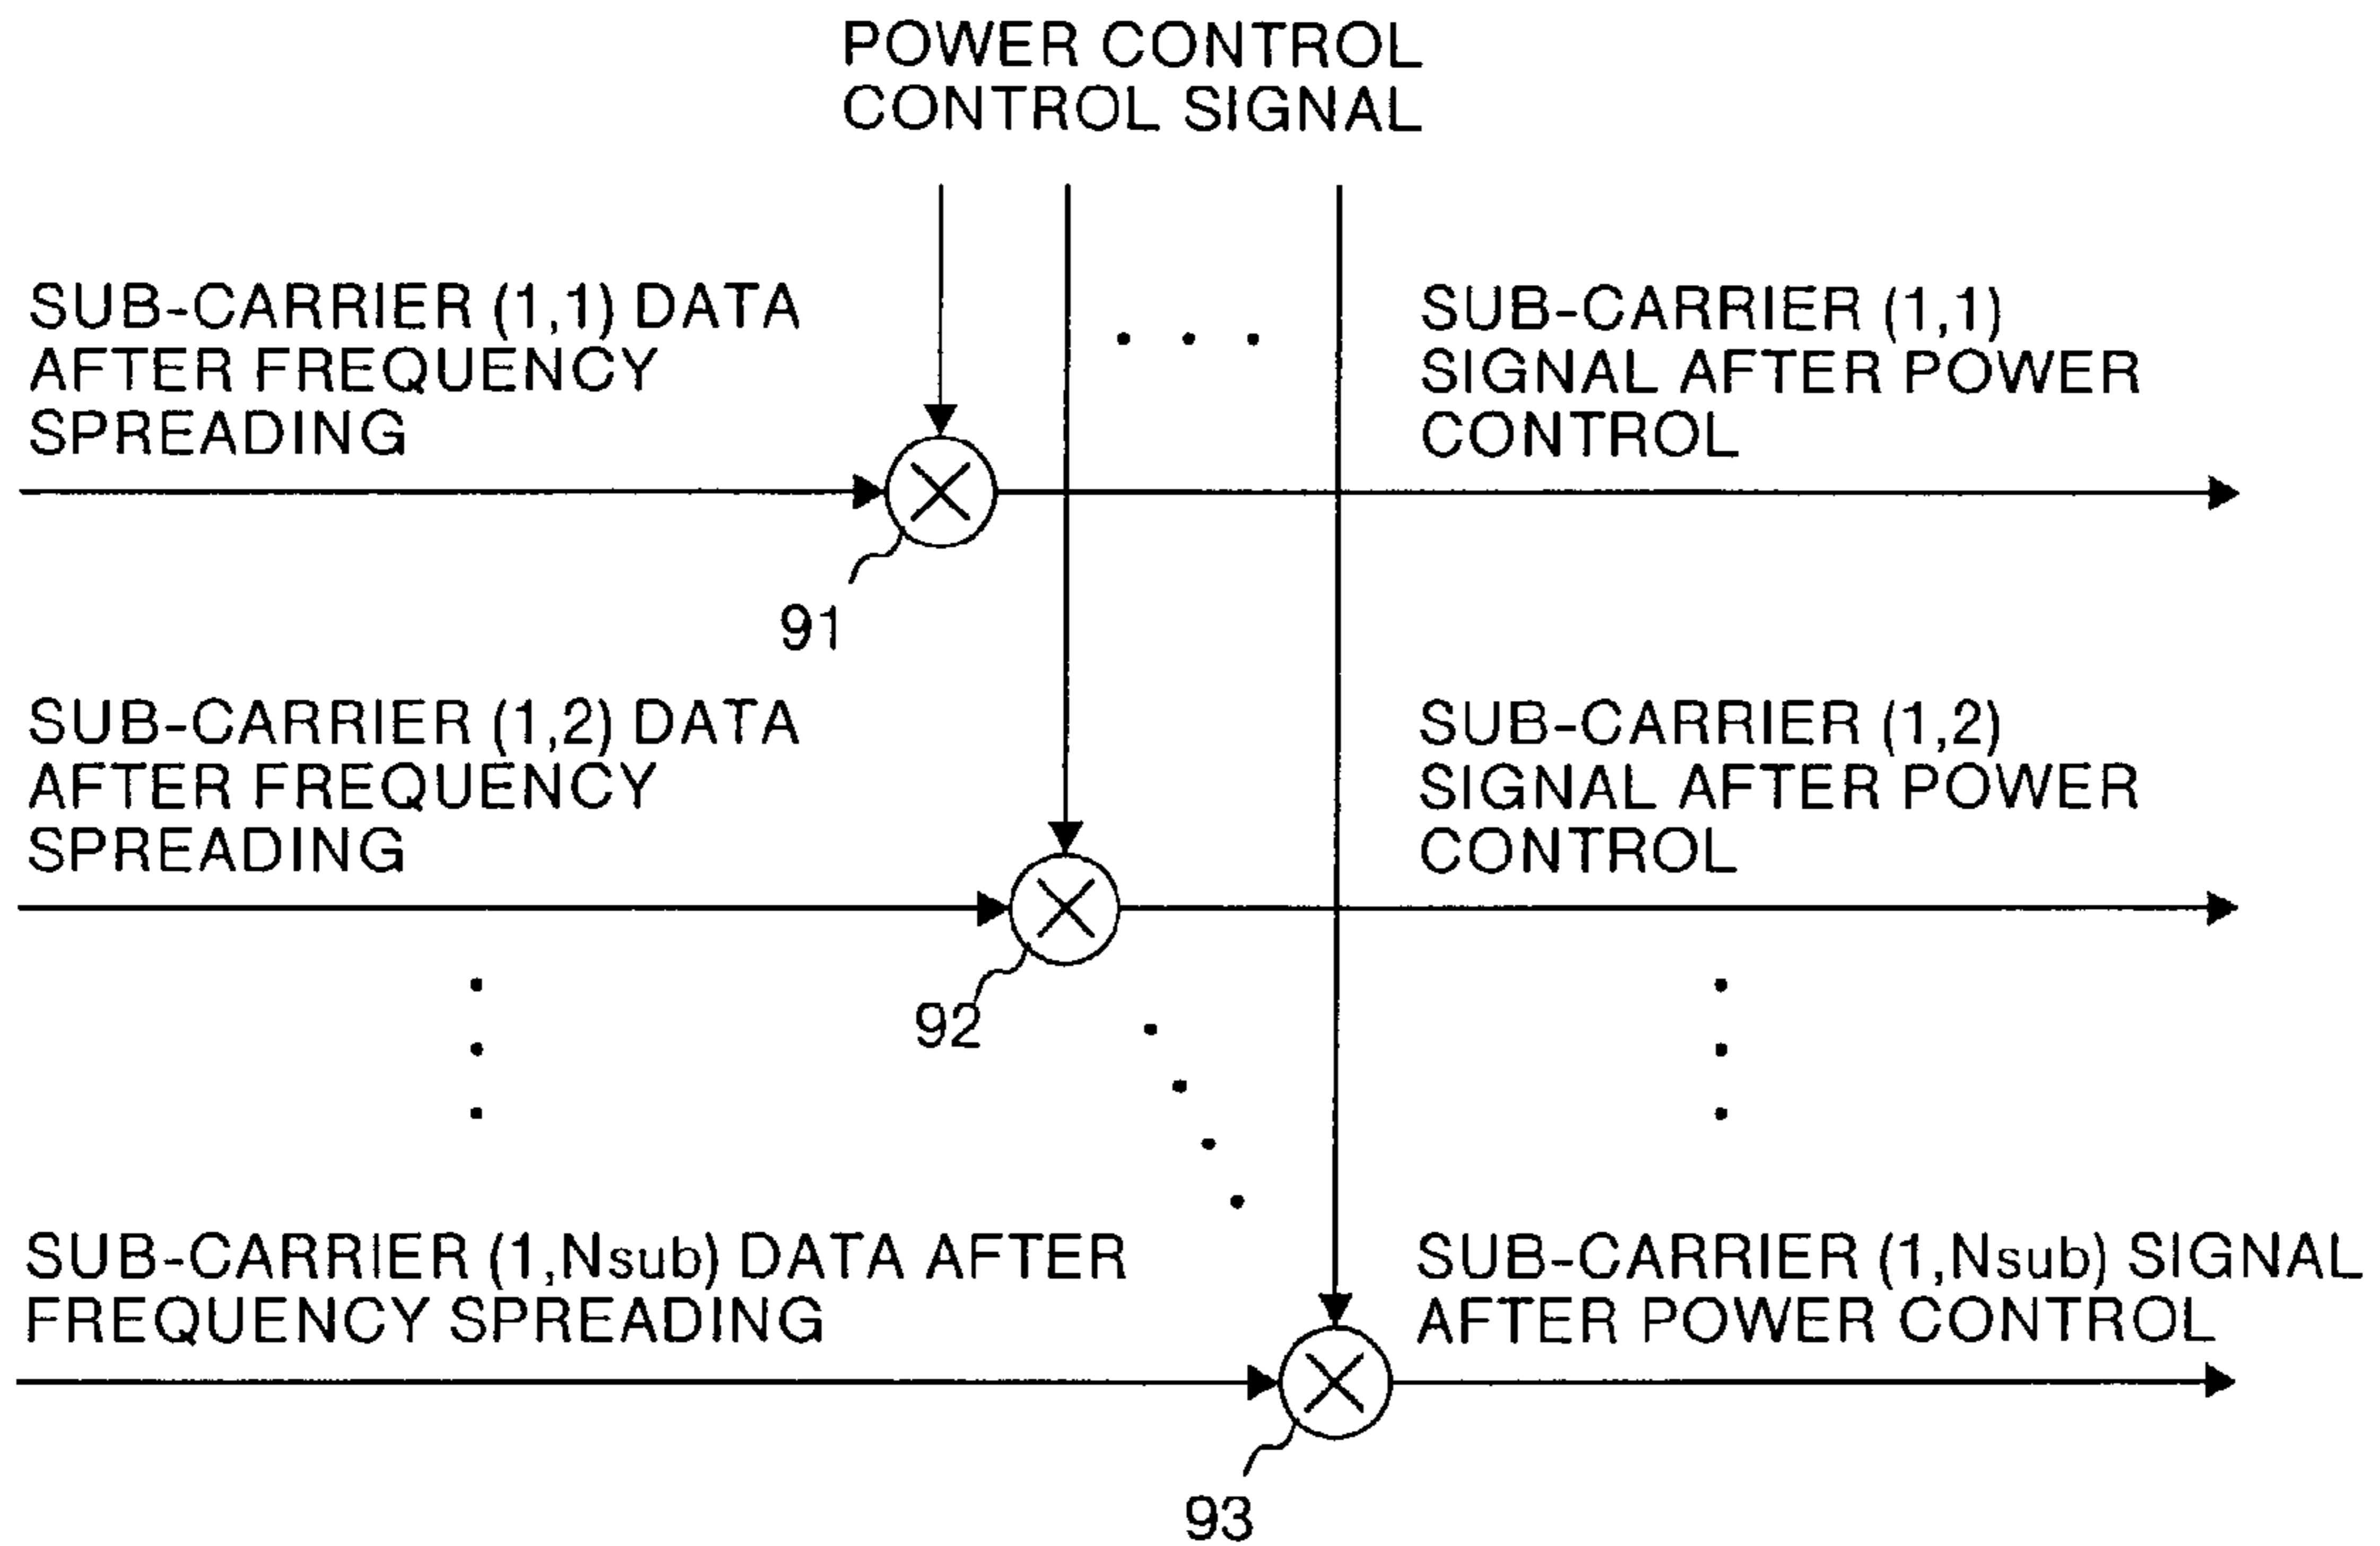 POWER CONTROL
CONTROL SIGNAL
SUB-CARRIER (1,1) DATA
AFTER FREQUENCY
SPREADING
SUB-CARRIER (1,1)
SIGNAL AFTER POWER
CONTROL
91
SUB-CARRIER (1,2) DATA
AFTER FREQUENCY
SPREADING
SUB-CARRIER (1,2)
SIGNAL AFTER POWER
CONTROL
92
SUB-CARRIER (1,Nsub) DATA AFTER
FREQUENCY SPREADING
SUB-CARRIER (1,Nsub) SIGNAL
AFTER POWER CONTROL
93